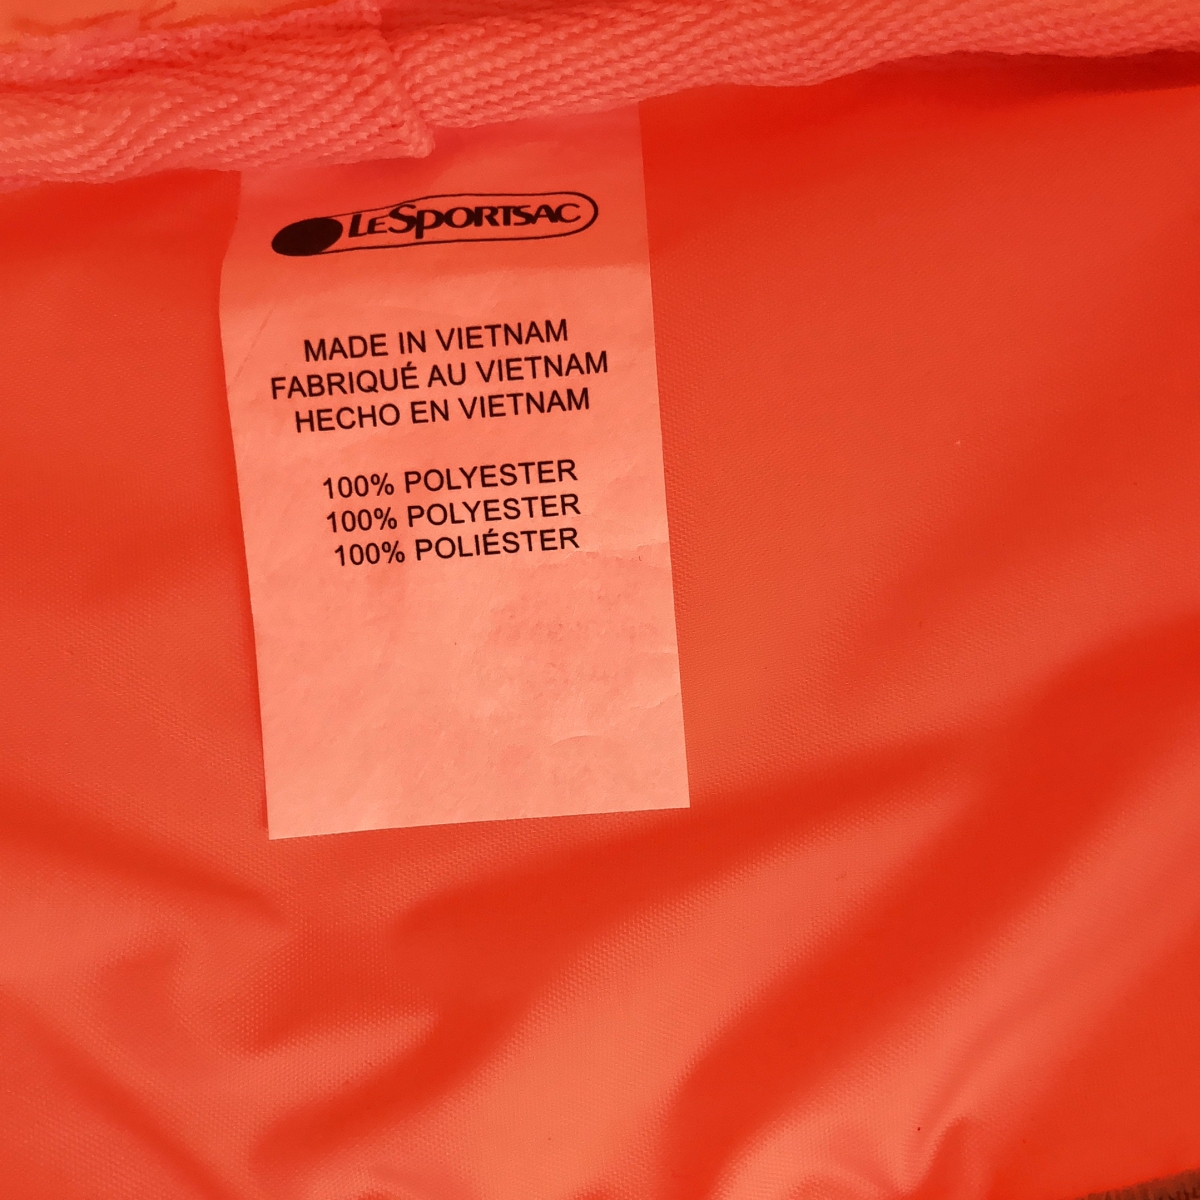 LESPORTSAC
MADE IN VIETNAM
FABRIQUÉ AU VIETNAM
HECHO EN VIETNAM
100% POLYESTER
100% POLYESTER
100% POLIÉSTER